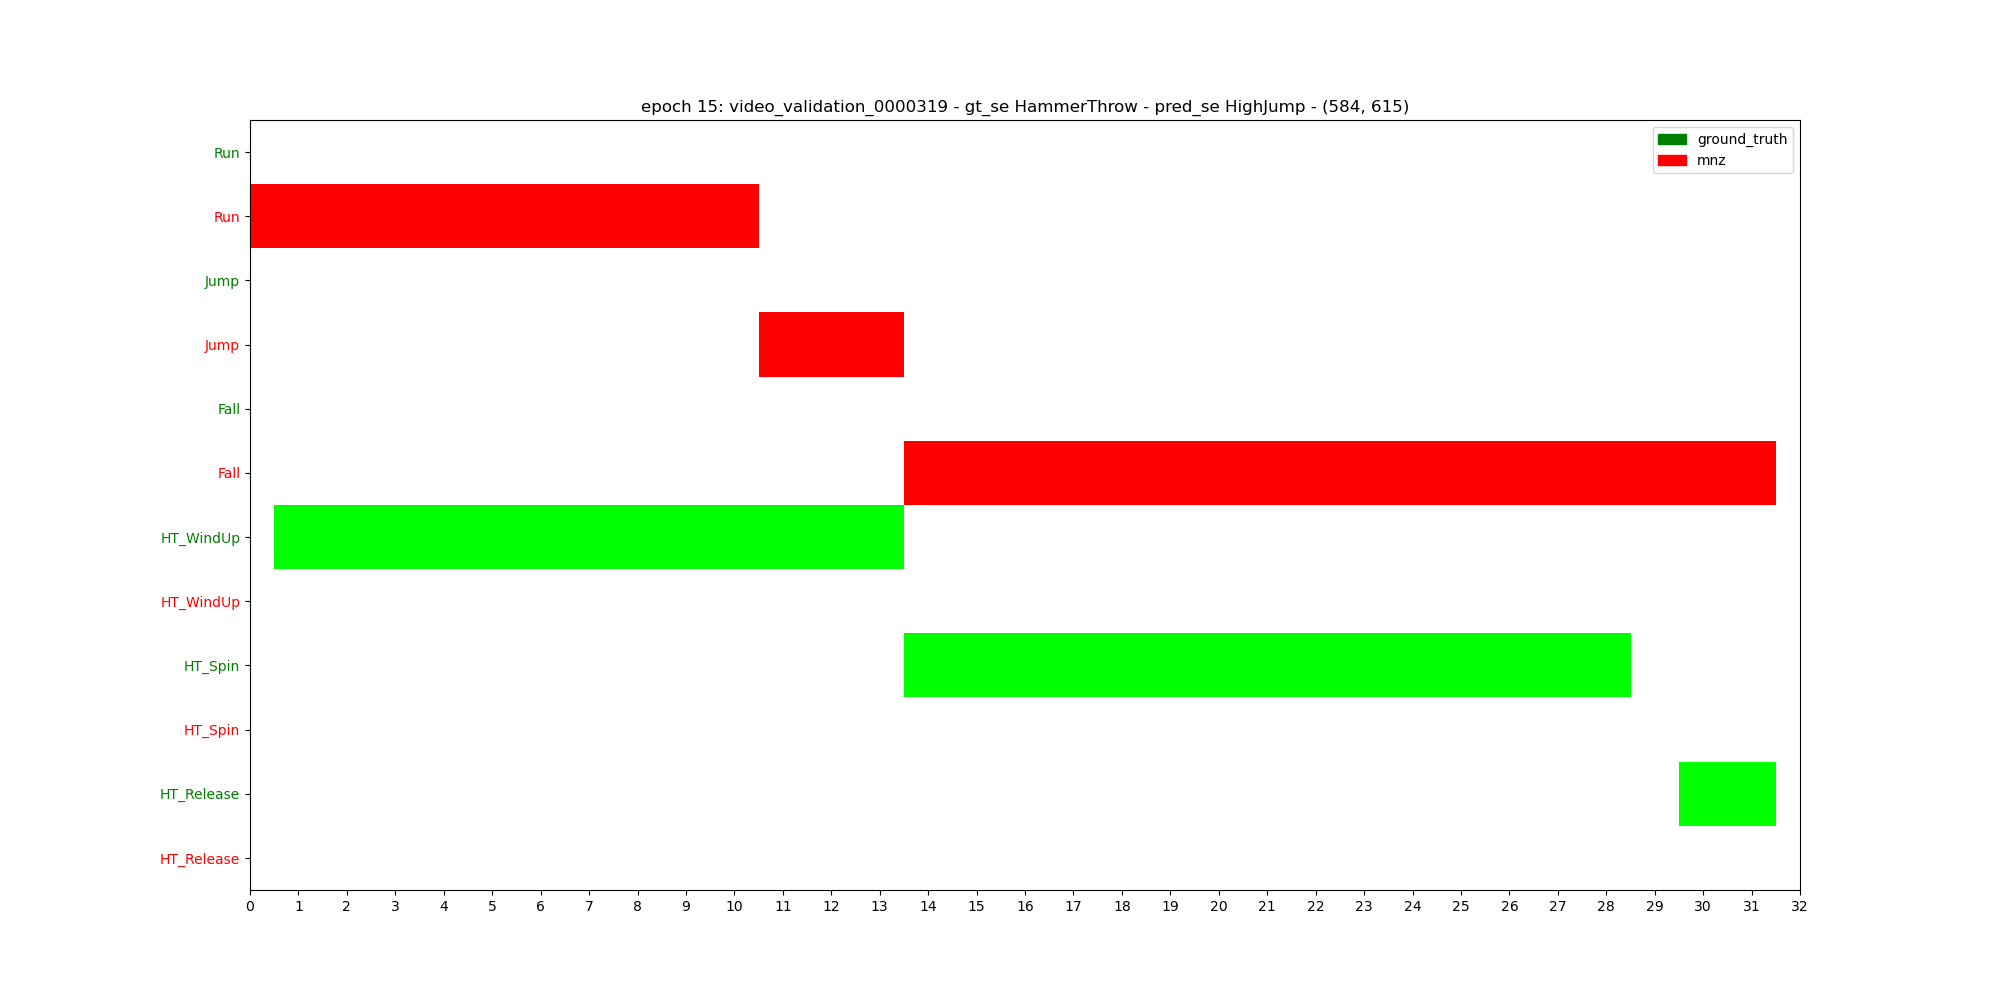 epoch 15: video_validation_0000319 - gt_se HammerThrow - pred_se HighJump - (584, 615)
ground_truth
mnz
Run
Run
Jump
Jump
Fall
Fall
HT_WindUp
HT_WindUp
HT_Spin
HT_Spin
HT_Release
HT_Release
0 1 2 3 4 5 6 7 8 9 10 11 12 13 14 15 16 17 18 19 20 21 22 23 24 25 26 27 28 29 30 31 32